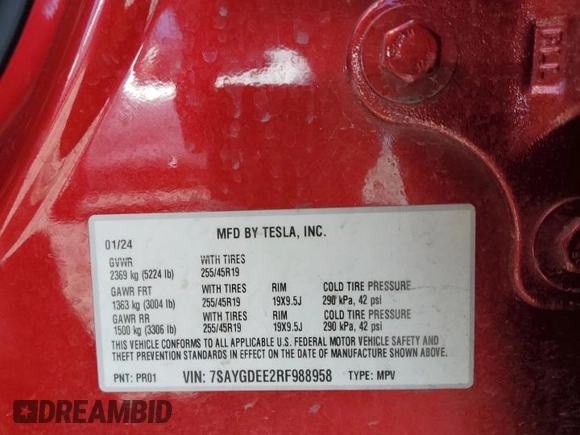 PLL
MFD BY TESLA, INC.
01/24
GVWR WITH TIRES
2369 kg (5224 lb) 255/45R19
GAWR FRT WITH TIRES RIM COLD TIRE PRESSURE
1363 kg (3004 lb) 255/45R19 19X9.5J 290 kPa, 42 psi
GAWR RR WITH TIRES RIM COLD TIRE PRESSURE
1500 kg (3306 lb) 255/45R19 19X9.5J 290 kPa, 42 psi
THIS VEHICLE CONFORMS TO ALL APPLICABLE U.S. FEDERAL MOTOR VEHICLE SAFETY AND
THEFT PREVENTION STANDARDS IN EFFECT ON THE DATE OF MANUFACTURE SHOWN ABOVE.
PNT: PR01 VIN: 7SAYGDEE2RF988958 TYPE: MPV
DREAMBID